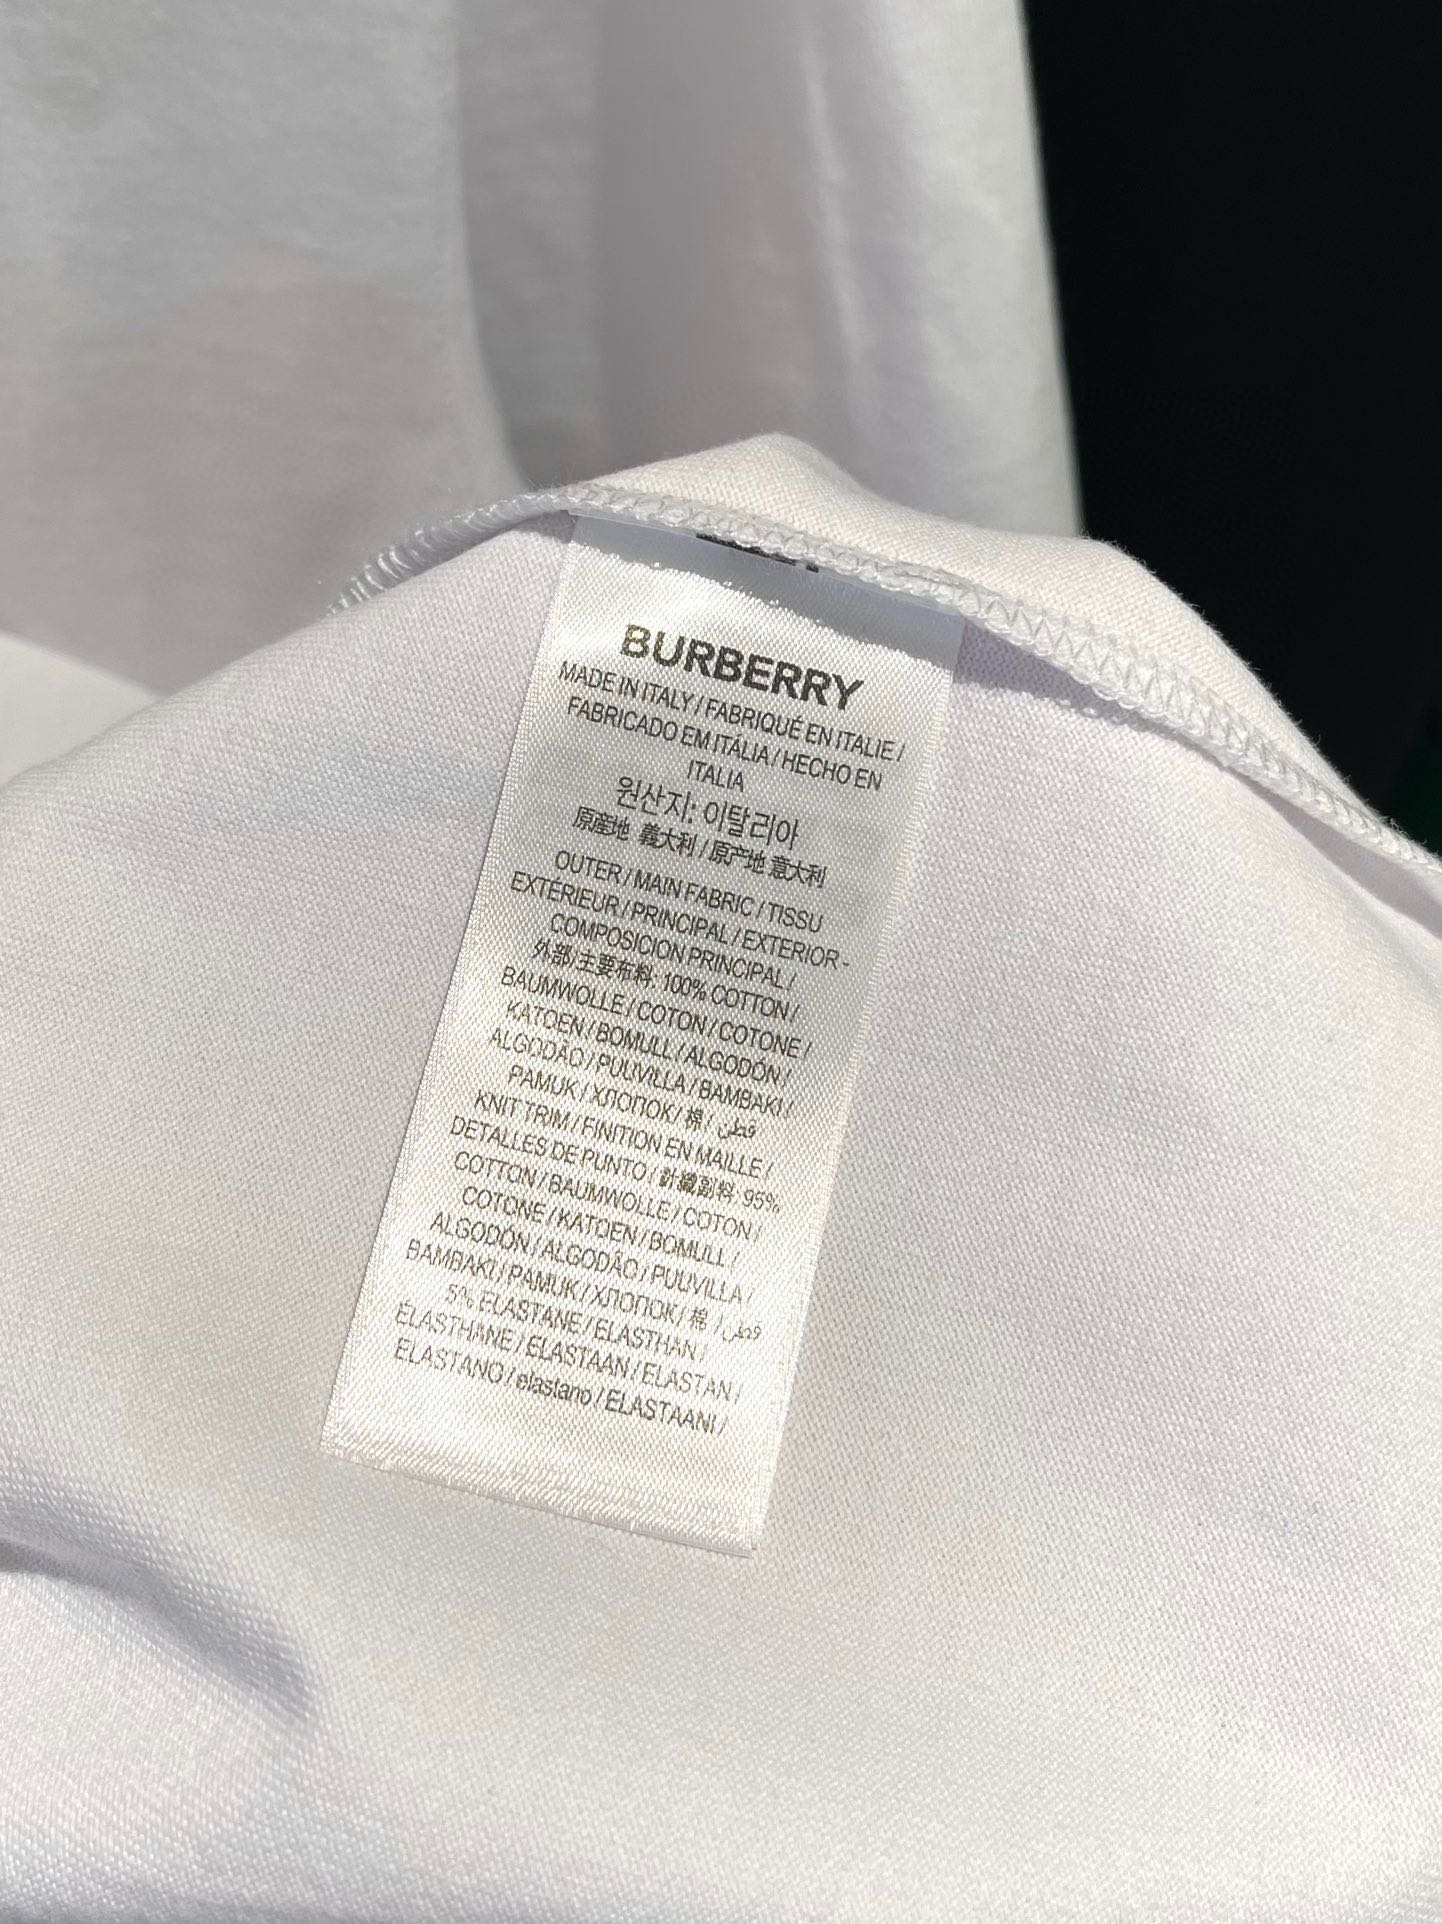 BURBERRY
MADE IN ITALY / FABRIQUÉ EN ITALIE /
FABRICADO EM ITÁLIA / HECHO EN
ITALIA
원산지: 이탈리아
原産地 義大利 / 原产地 意大利
OUTER / MAIN FABRIC / TISSU
EXTÉRIEUR / PRINCIPAL / EXTERIOR -
COMPOSICION PRINCIPAL /
外部/主要布料: 100% COTTON /
BAUMWOLLE / COTON / COTONE /
KATOEN / BOMULL / ALGODÓN /
ALGODÃO / PUUVILLA / BAMBAKI /
PAMUK / ХЛОПОК / 棉 / قطن
KNIT TRIM / FINITION EN MAILLE /
DETALLES DE PUNTO / 針織副料: 95%
COTTON / BAUMWOLLE / COTON /
COTONE / KATOEN / BOMULL /
ALGODÓN / ALGODÃO / PUUVILLA /
BAMBAKI / PAMUK / ХЛОПОК / 棉 / قطن
5% ELASTANE / ELASTHAN /
ÉLASTHANE / ELASTAAN / ELASTAN /
ELASTANO / elastano / ELASTAANI /